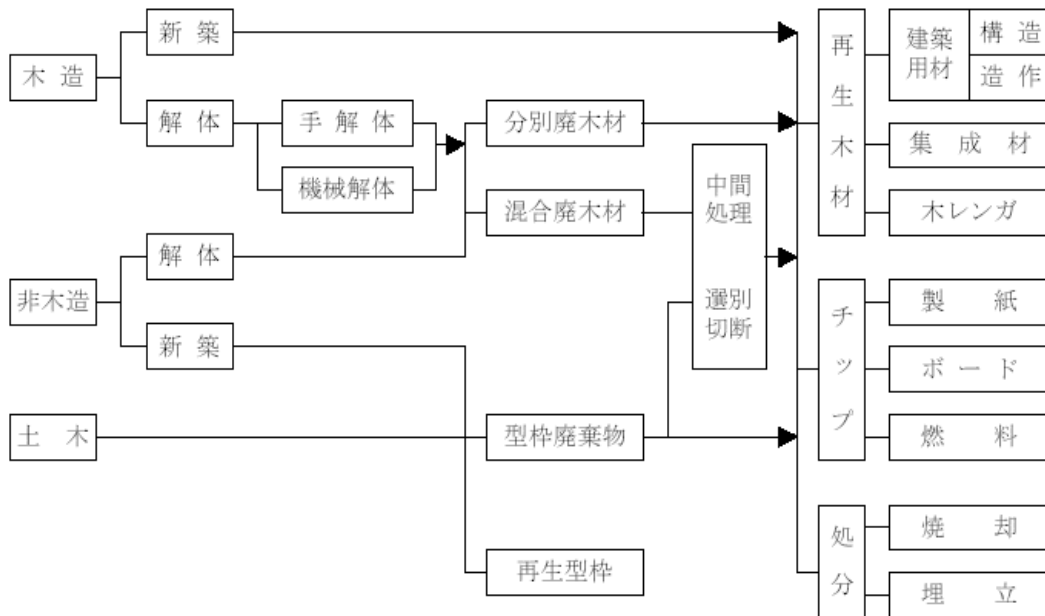 木 造
新 築
解 体
手 解 体
機械解体
非木造
解 体
新 築
土 木
分別廃木材
混合廃木材
型枠廃棄物
再生型枠
中間
処理
選別
切断
再生木材
建築
用材
構 造
造 作
集 成 材
木レンガ
チップ
製 紙
ボ ー ド
燃 料
処分
焼 却
埋 立